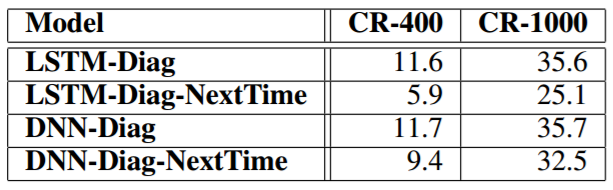 Model CR-400 CR-1000
LSTM-Diag 11.6 35.6
LSTM-Diag-NextTime 5.9 25.1
DNN-Diag 11.7 35.7
DNN-Diag-NextTime 9.4 32.5